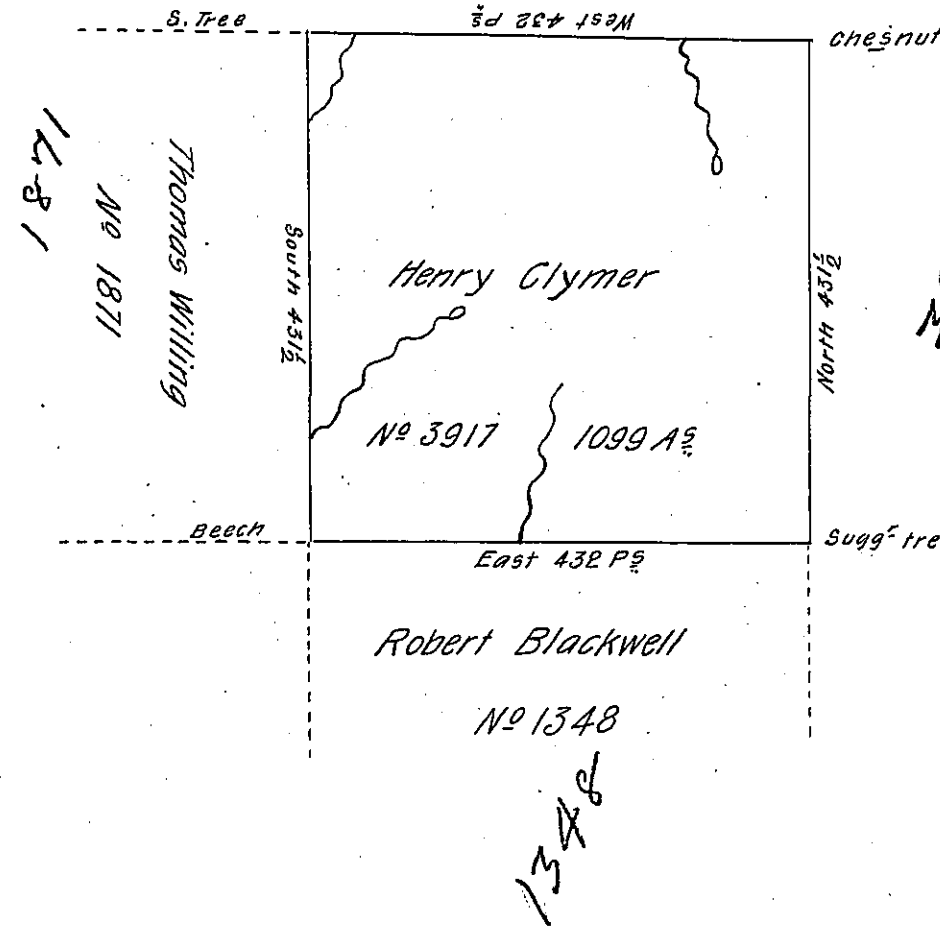 S. Tree
West 432 Ps
chesnut
1871
Thomas Willing
No 1871
South 431½
Henry Clymer
North 431½
M
No 3917
1099 As
Beech
East 432 Ps
Suggr tre
Robert Blackwell
No 1348
1348